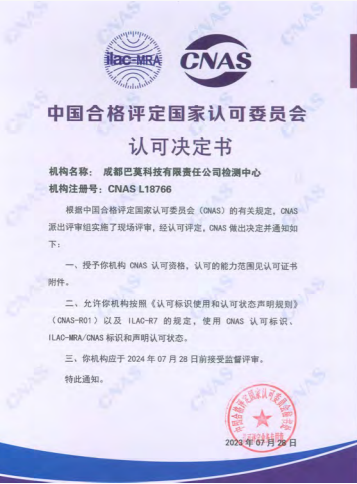 ilac-MRA
CNAS
中国合格评定国家认可委员会
认可决定书
机构名称： 成都巴莫科技有限责任公司检测中心
机构注册号：CNAS L18766
根据中国合格评定国家认可委员会（CNAS）的有关规定，CNAS
派出评审组实施了现场评审，经认可评定，CNAS 做出决定并通知如
下：
一、授予你机构 CNAS 认可资格，认可的能力范围见认可证书
附件。
二、允许你机构按照《认可标识使用和认可状态声明规则》
（CNAS-R01）以及 ILAC-R7 的规定，使用 CNAS 认可标识、
ILAC-MRA/CNAS 标识和声明认可状态。
三、你机构应于 2024 年 07 月 28 日前接受监督评审。
特此通知。
2023 年 07 月 28 日